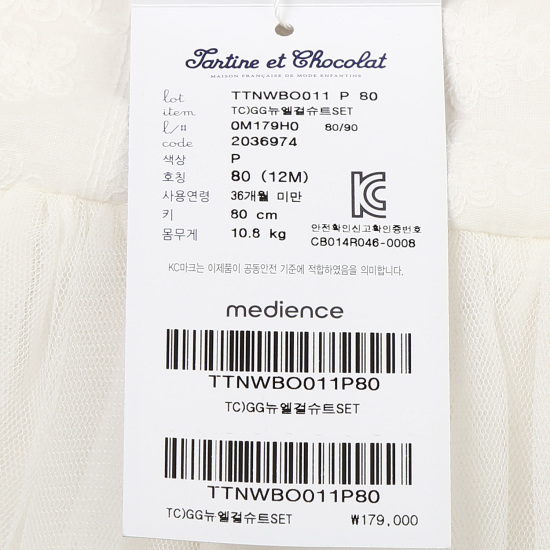 Tartine et Chocolat
MAISON FRANÇAISE DE MODE ENFANTINE
lot TTNWBO011 P 80
item TC)GG뉴엘걸슈트SET
l/# 0M179H0 80/90
code 2036974
색상 P
호칭 80 (12M)
사용연령 36개월 미만
키 80 cm
몸무게 10.8 kg
안전확인신고확인증번호
CB014R046-0008
KC마크는 이제품이 공동안전 기준에 적합하였음을 의미합니다.
medience
TTNWBO011P80
TC)GG뉴엘걸슈트SET
TTNWBO011P80
TC)GG뉴엘걸슈트SET ₩179,000